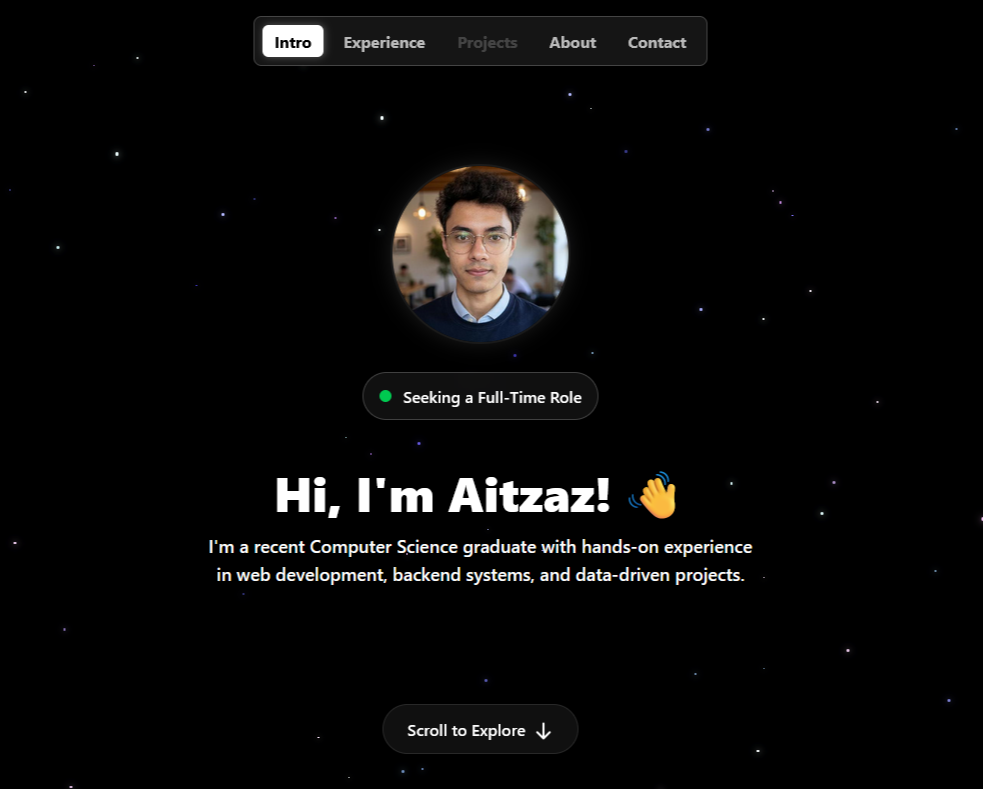 Intro Experience Projects About Contact
Seeking a Full-Time Role
Hi, I'm Aitzaz! 👋
I'm a recent Computer Science graduate with hands-on experience
in web development, backend systems, and data-driven projects.
Scroll to Explore ↓